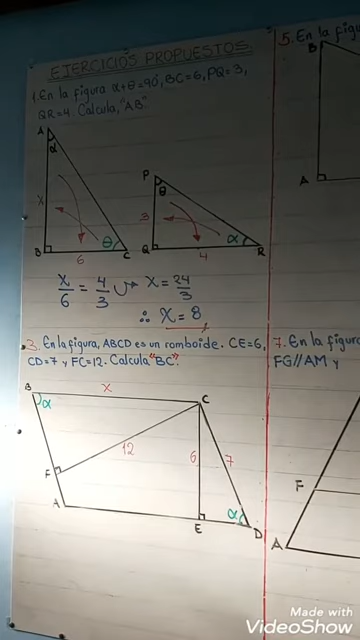 EJERCICIOS PROPUESTOS
1. En la figura α+θ=90°, BC=6, PQ=3,
QR=4. Calcula, "AB"
A
α
X
B
6
θ
C
P
θ
3
Q
4
α
R
X/6 = 4/3 → X = 24/3
∴ X = 8
3. En la figura, ABCD es un romboide. CE=6,
CD=7 y FC=12. Calcula "BC".
B
α
X
C
F
12
6
7
A
E
α
D
5. En la figu
B
A
7. En la figura
FG//AM y
F
A
Made with
VideoShow